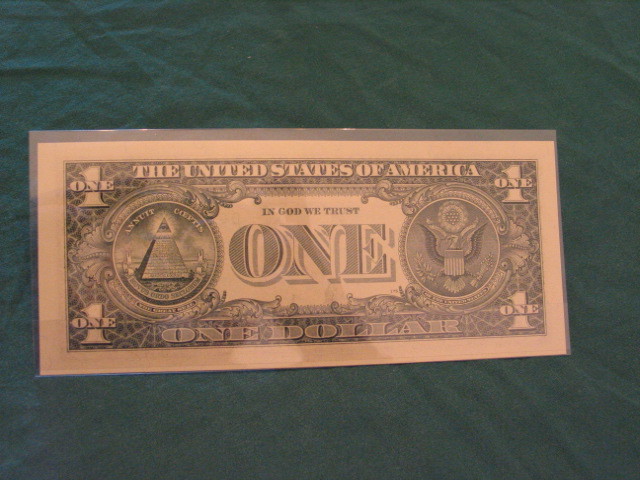 THE UNITED STATES OF AMERICA
1 ONE
ONE 1
ANNUIT CŒPTIS
IN GOD WE TRUST
ONE
1 ONE
ONE 1
ONE DOLLAR